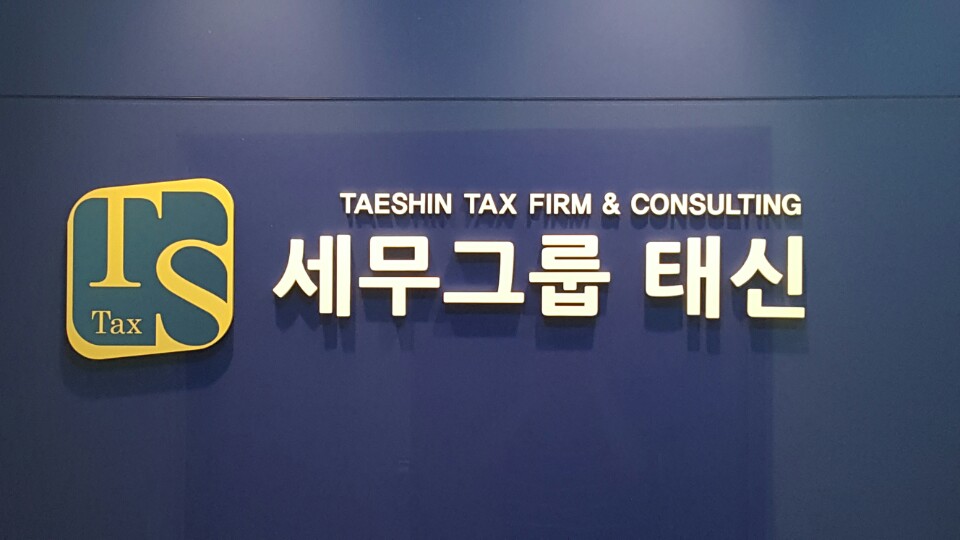 TS
Tax
TAESHIN TAX FIRM & CONSULTING
세무그룹 태신